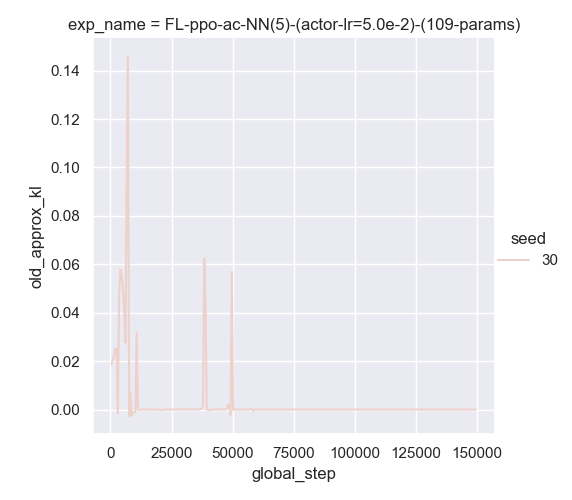 exp_name = FL-ppo-ac-NN(5)-(actor-lr=5.0e-2)-(109-params)
0.14
0.12
0.10
0.08
0.06
0.04
0.02
0.00
old_approx_kl
seed
30
0 25000 50000 75000 100000 125000 150000
global_step